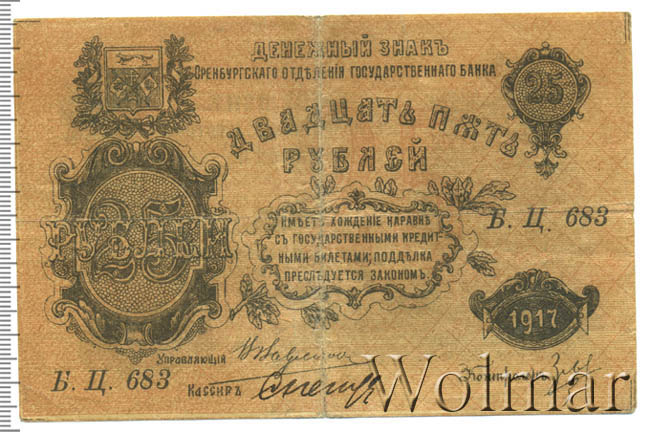 ДЕНЕЖНЫЙ ЗНАКЪ
ОРЕНБУРГСКАГО ОТДѢЛЕНІЯ ГОСУДАРСТВЕННАГО БАНКА
25
ДВАДЦАТЬ ПЯТЬ
РУБЛЕЙ
25
РУБЛЕЙ
ИМѢЕТЪ ХОЖДЕНІЕ НАРАВНѢ
СЪ ГОСУДАРСТВЕННЫМИ КРЕДИТ-
НЫМИ БИЛЕТАМИ; ПОДДѢЛКА
ПРЕСЛѢДУЕТСЯ ЗАКОНОМЪ.
Б. Ц. 683
1917
Управляющій
Б. Ц. 683
Кассиръ
Контролеръ
Wolmar